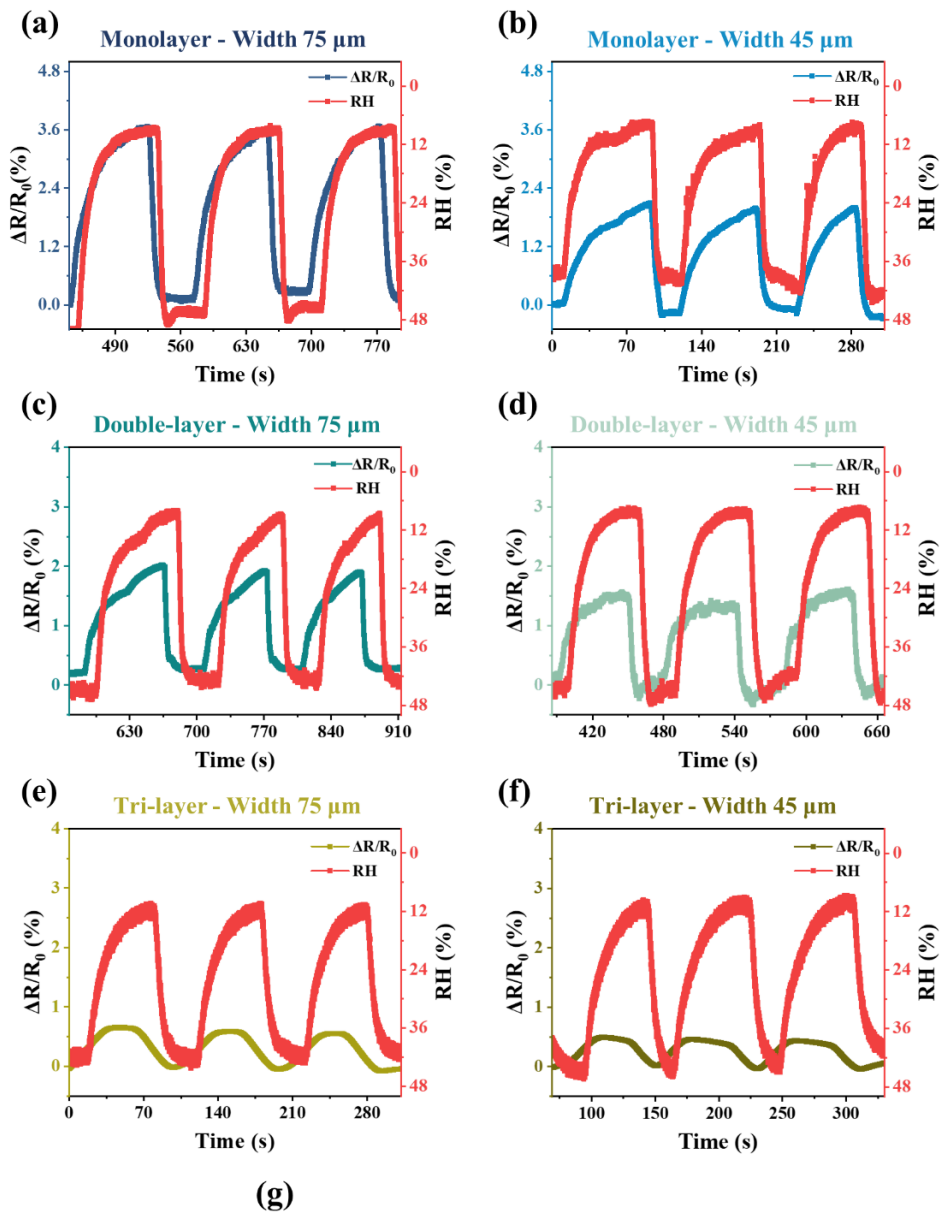 (a)
Monolayer - Width 75 μm
4.8
3.6
2.4
1.2
0.0
ΔR/R0(%)
ΔR/R0
RH
0
12
24
36
48
RH (%)
490
560
630
700
770
Time (s)
(b)
Monolayer - Width 45 μm
4.8
3.6
2.4
1.2
0.0
ΔR/R0 (%)
ΔR/R0
RH
0
12
24
36
48
RH (%)
0
70
140
210
280
Time (s)
(c)
Double-layer - Width 75 μm
4
3
2
1
0
ΔR/R0 (%)
ΔR/R0
RH
0
12
24
36
48
RH (%)
630
700
770
840
910
Time (s)
(d)
Double-layer - Width 45 μm
4
3
2
1
0
ΔR/R0 (%)
ΔR/R0
RH
0
12
24
36
48
RH (%)
420
480
540
600
660
Time (s)
(e)
Tri-layer - Width 75 μm
4
3
2
1
0
ΔR/R0 (%)
ΔR/R0
RH
0
12
24
36
48
RH (%)
0
70
140
210
280
Time (s)
(f)
Tri-layer - Width 45 μm
4
3
2
1
0
ΔR/R0 (%)
ΔR/R0
RH
0
12
24
36
48
RH (%)
100
150
200
250
300
Time (s)
(g)